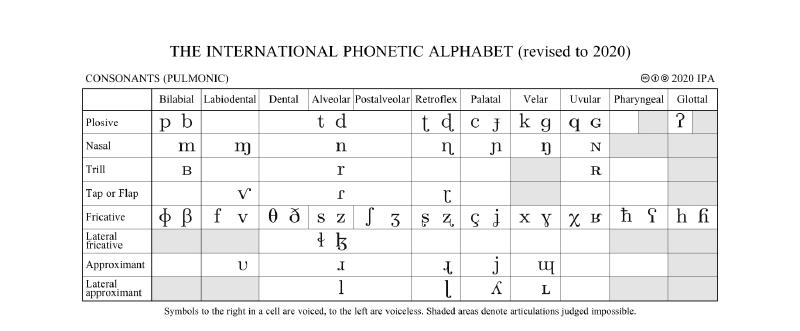 THE INTERNATIONAL PHONETIC ALPHABET (revised to 2020)
CONSONANTS (PULMONIC) 🅭🅯🄎 2020 IPA
Bilabial Labiodental Dental Alveolar Postalveolar Retroflex Palatal Velar Uvular Pharyngeal Glottal
Plosive p b t d ʈ ɖ c ɟ k ɡ q ɢ ʔ
Nasal m ɱ n ɳ ɲ ŋ ɴ
Trill ʙ r ʀ
Tap or Flap ⱱ ɾ ɽ
Fricative ɸ β f v θ ð s z ʃ ʒ ʂ ʐ ç ʝ x ɣ χ ʁ ħ ʕ h ɦ
Lateral
fricative ɬ ɮ
Approximant ʋ ɹ ɻ j ɰ
Lateral
approximant l ɭ ʎ ʟ
Symbols to the right in a cell are voiced, to the left are voiceless. Shaded areas denote articulations judged impossible.